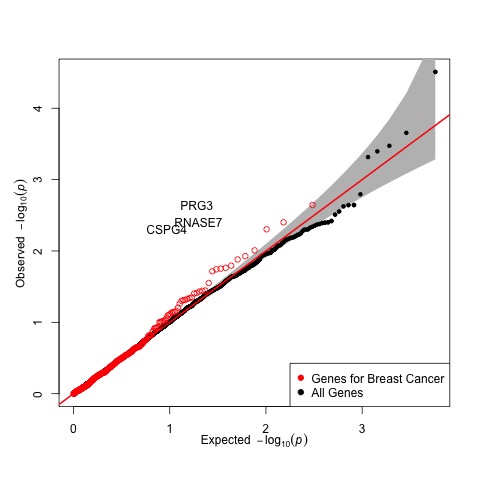 PRG3
RNASE7
CSPG4
Observed −log₁₀(p)
0
1
2
3
4
0
1
2
3
Expected −log₁₀(p)
Genes for Breast Cancer
All Genes